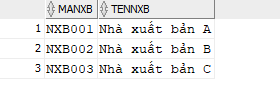 MANXB TENNXB
1 NXB001 Nhà xuất bản A
2 NXB002 Nhà xuất bản B
3 NXB003 Nhà xuất bản C